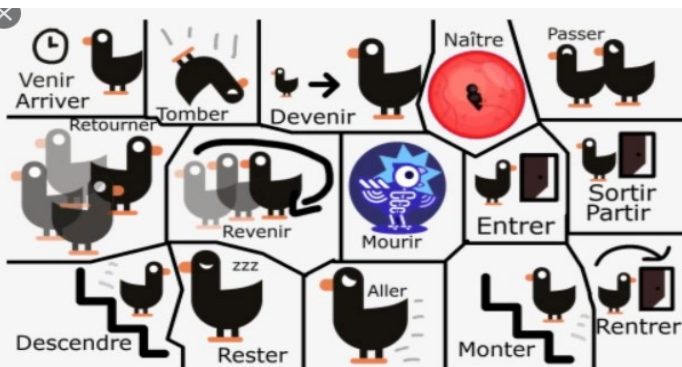 Venir
Arriver
Tomber
Devenir
Naître
Passer
Retourner
Revenir
Mourir
Entrer
Sortir
Partir
Descendre
zzz
Rester
Aller
Monter
Rentrer